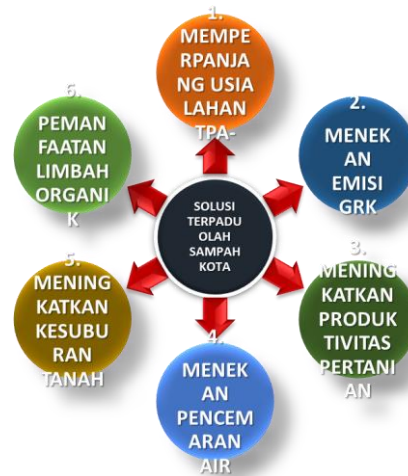 1.
MEMPE
RPANJA
NG USIA
LAHAN
TPA-
2.
MENEK
AN
EMISI
GRK
3.
MENING
KATKAN
PRODUK
TIVITAS
PERTANI
AN
4.
MENEK
AN
PENCEM
ARAN
AIR
5.
MENING
KATKAN
KESUBU
RAN
TANAH
6.
PEMAN
FAATAN
LIMBAH
ORGANI
K
SOLUSI
TERPADU
OLAH
SAMPAH
KOTA